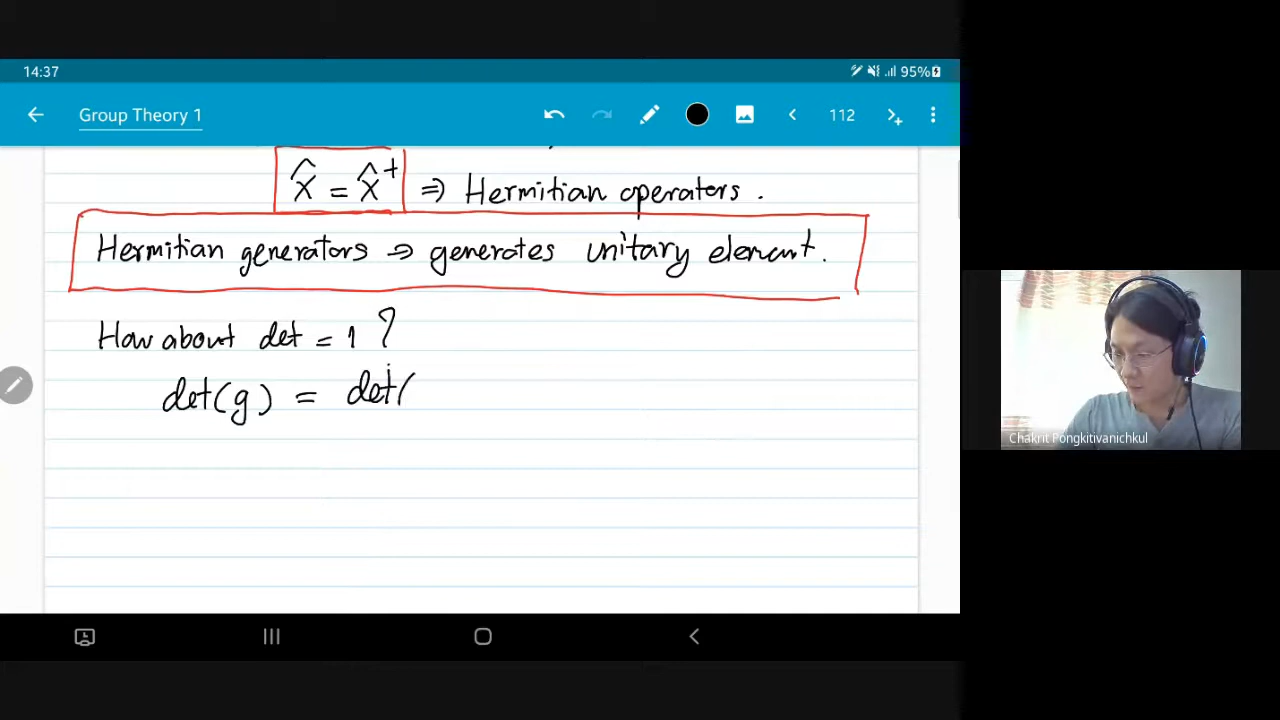 14:37
95%
Group Theory 1
112
X̂ = X̂† ⇒ Hermitian operators.
Hermitian generators ⇒ generates unitary element.
How about det = 1 ?
det(g) = det(
Chakrit Pongkitivanichkul